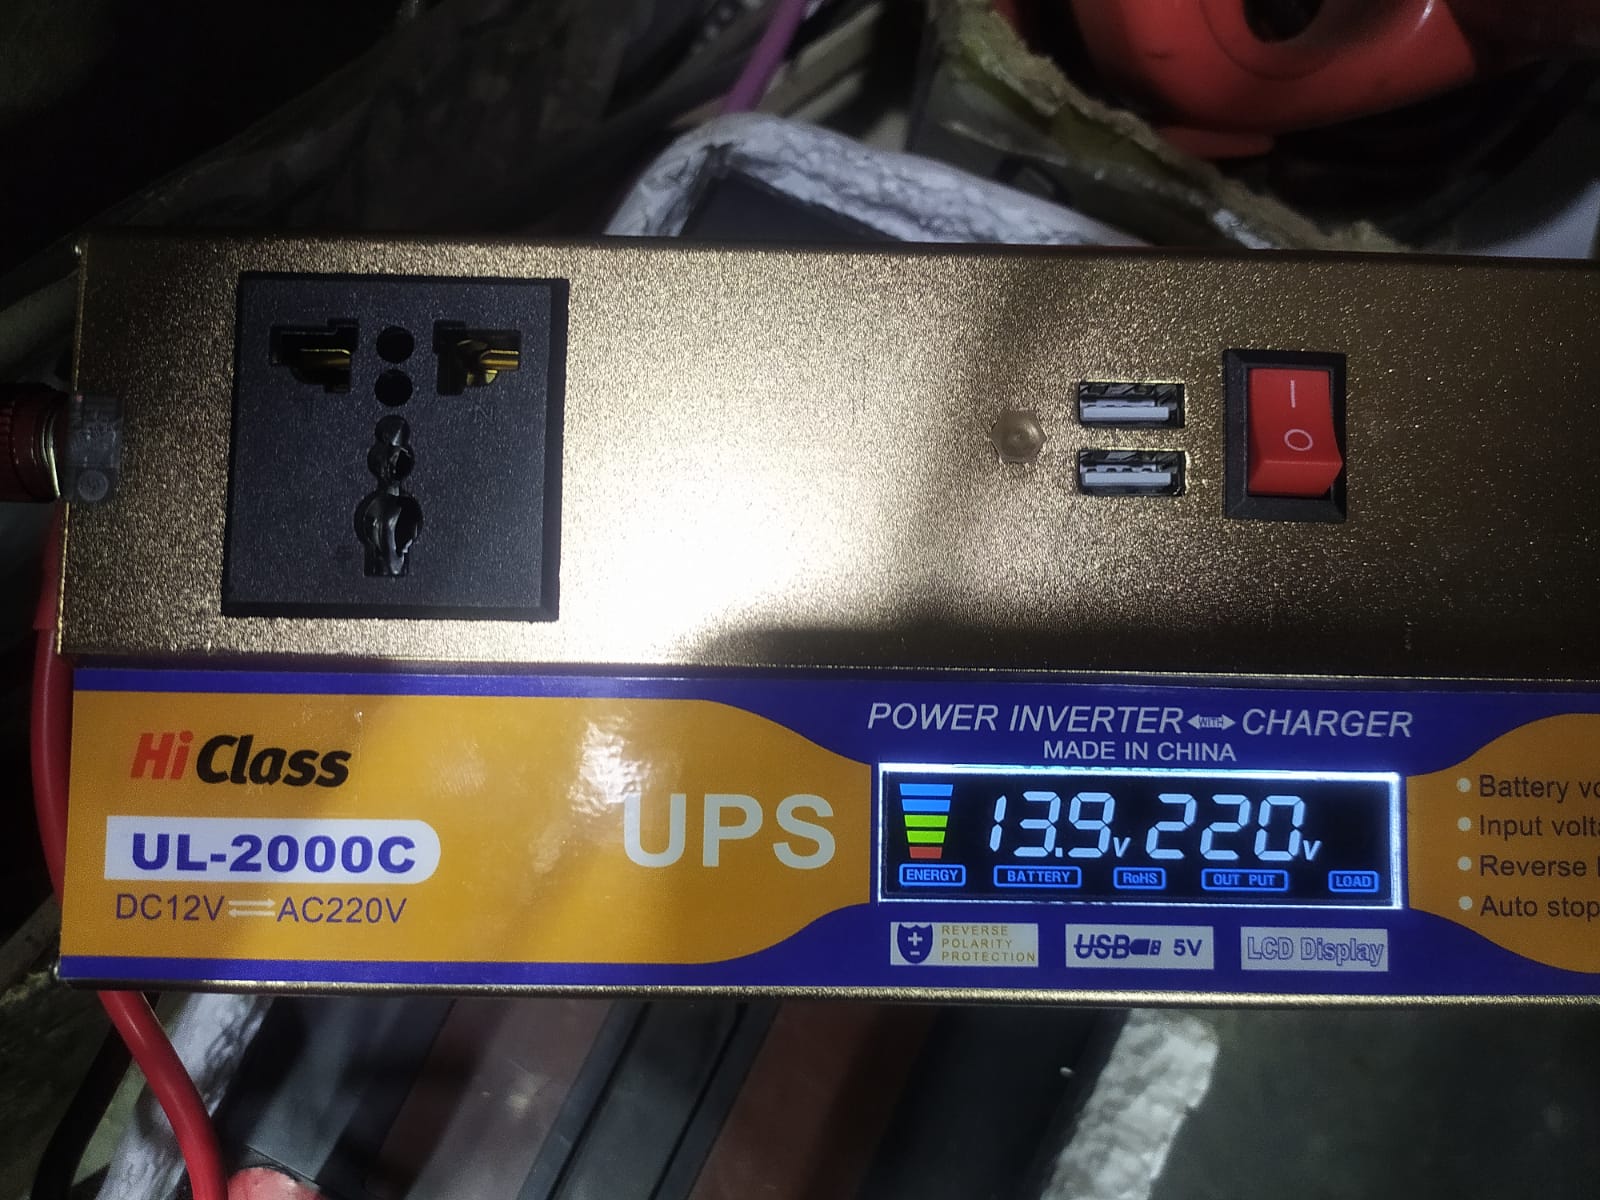 I
O
Hi Class
UL-2000C
DC12V⇌AC220V
UPS
POWER INVERTER WITH CHARGER
MADE IN CHINA
13.9V 220V
ENERGY BATTERY RoHS OUT PUT LOAD
REVERSE
POLARITY
PROTECTION
USB 5V
LCD Display
• Battery
• Input
• Reverse
• Auto stop